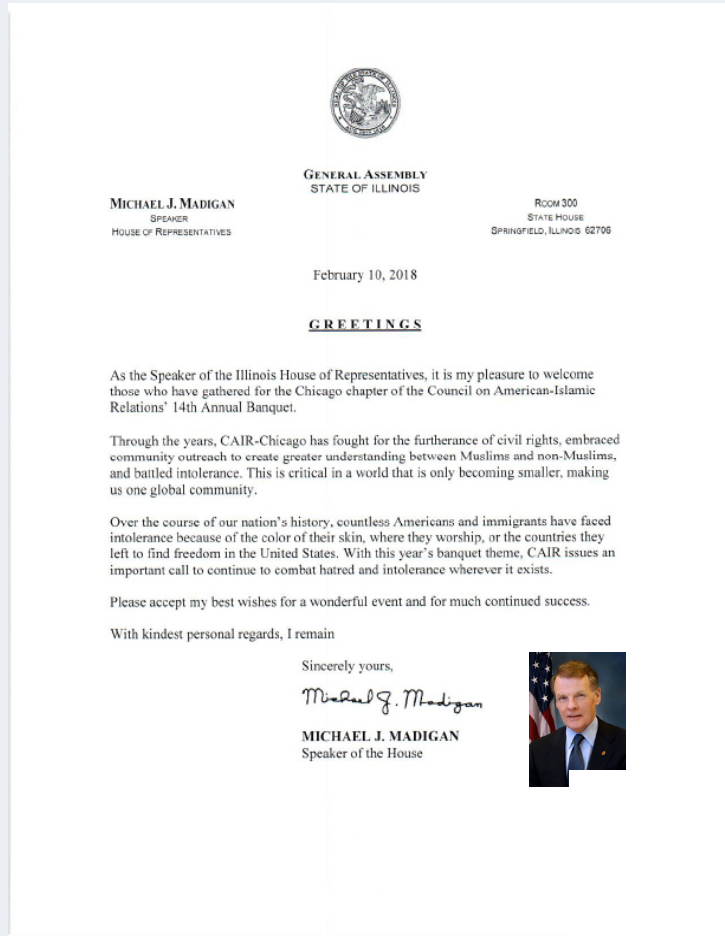 SEAL OF THE STATE OF ILLINOIS
AUG. 26TH 1818
GENERAL ASSEMBLY
STATE OF ILLINOIS
MICHAEL J. MADIGAN
SPEAKER
HOUSE OF REPRESENTATIVES
ROOM 300
STATE HOUSE
SPRINGFIELD, ILLINOIS 62706
February 10, 2018
GREETINGS
As the Speaker of the Illinois House of Representatives, it is my pleasure to welcome
those who have gathered for the Chicago chapter of the Council on American-Islamic
Relations' 14th Annual Banquet.
Through the years, CAIR-Chicago has fought for the furtherance of civil rights, embraced
community outreach to create greater understanding between Muslims and non-Muslims,
and battled intolerance. This is critical in a world that is only becoming smaller, making
us one global community.
Over the course of our nation's history, countless Americans and immigrants have faced
intolerance because of the color of their skin, where they worship, or the countries they
left to find freedom in the United States. With this year's banquet theme, CAIR issues an
important call to continue to combat hatred and intolerance wherever it exists.
Please accept my best wishes for a wonderful event and for much continued success.
With kindest personal regards, I remain
Sincerely yours,
Michael J. Madigan
MICHAEL J. MADIGAN
Speaker of the House